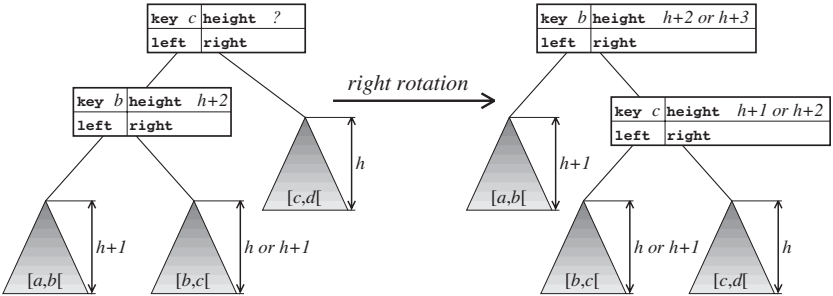 key c height ?
left right
key b height h+2
left right
h
[c,d[
h+1
[a,b[
h or h+1
[b,c[
right rotation
key b height h+2 or h+3
left right
key c height h+1 or h+2
left right
h+1
[a,b[
h or h+1
[b,c[
h
[c,d[